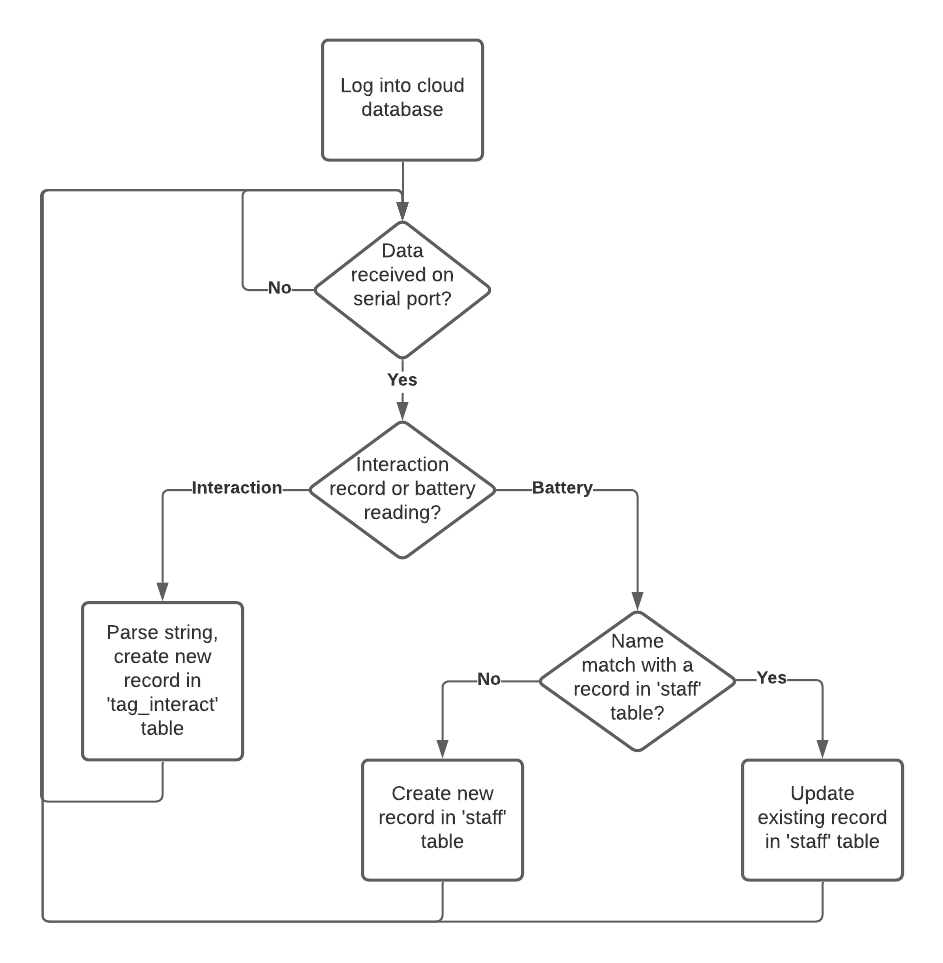 Log into cloud
database
Data
received on
serial port?
No
Yes
Interaction
record or battery
reading?
Interaction
Battery
Parse string,
create new
record in
'tag_interact'
table
Name
match with a
record in 'staff'
table?
No
Yes
Create new
record in 'staff'
table
Update
existing record
in 'staff' table